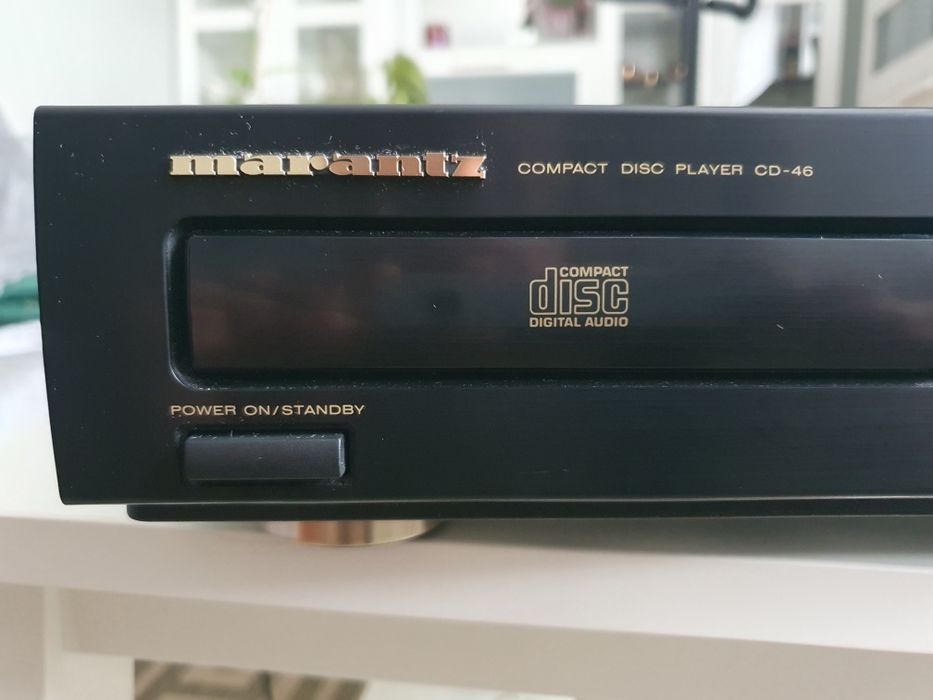 marantz COMPACT DISC PLAYER CD-46
COMPACT
disc
DIGITAL AUDIO
POWER ON/STANDBY